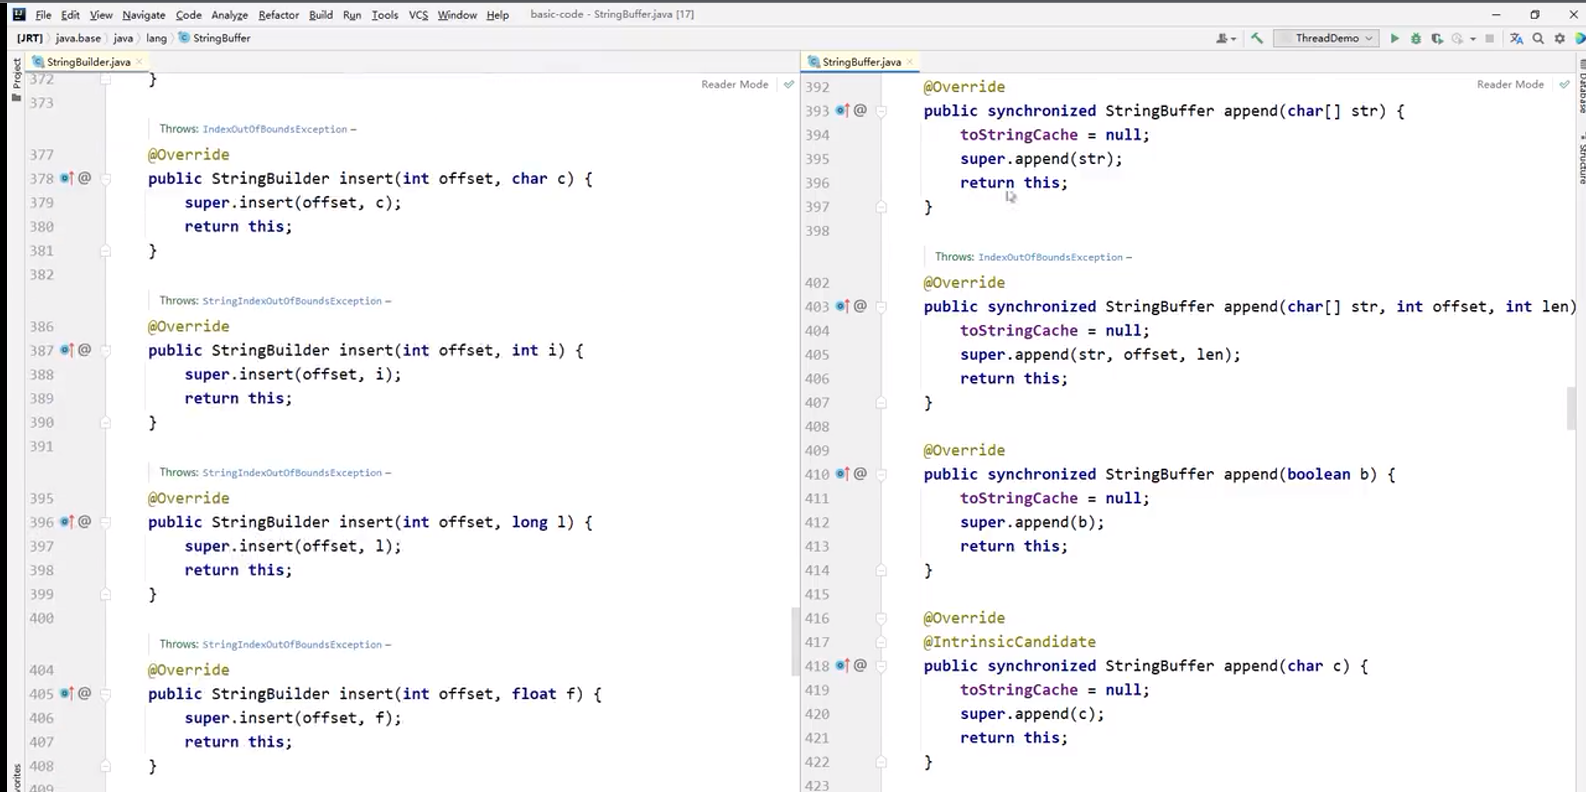 File Edit View Navigate Code Analyze Refactor Build Run Tools VCS Window Help basic-code - StringBuffer.java [17]
[JRT] java.base java lang StringBuffer ThreadDemo
Project
StringBuilder.java
Reader Mode
372 }
373
Throws: IndexOutOfBoundsException –
377 @Override
378 @ public StringBuilder insert(int offset, char c) {
379 super.insert(offset, c);
380 return this;
381 }
382
Throws: StringIndexOutOfBoundsException –
386 @Override
387 @ public StringBuilder insert(int offset, int i) {
388 super.insert(offset, i);
389 return this;
390 }
391
Throws: StringIndexOutOfBoundsException –
395 @Override
396 @ public StringBuilder insert(int offset, long l) {
397 super.insert(offset, l);
398 return this;
399 }
400
Throws: StringIndexOutOfBoundsException –
404 @Override
405 @ public StringBuilder insert(int offset, float f) {
406 super.insert(offset, f);
407 return this;
408 }
409
StringBuffer.java
Reader Mode
392 @Override
393 @ public synchronized StringBuffer append(char[] str) {
394 toStringCache = null;
395 super.append(str);
396 return this;
397 }
398
Throws: IndexOutOfBoundsException –
402 @Override
403 @ public synchronized StringBuffer append(char[] str, int offset, int len)
404 toStringCache = null;
405 super.append(str, offset, len);
406 return this;
407 }
408
409 @Override
410 @ public synchronized StringBuffer append(boolean b) {
411 toStringCache = null;
412 super.append(b);
413 return this;
414 }
415
416 @Override
417 @IntrinsicCandidate
418 @ public synchronized StringBuffer append(char c) {
419 toStringCache = null;
420 super.append(c);
421 return this;
422 }
423
Database
Structure